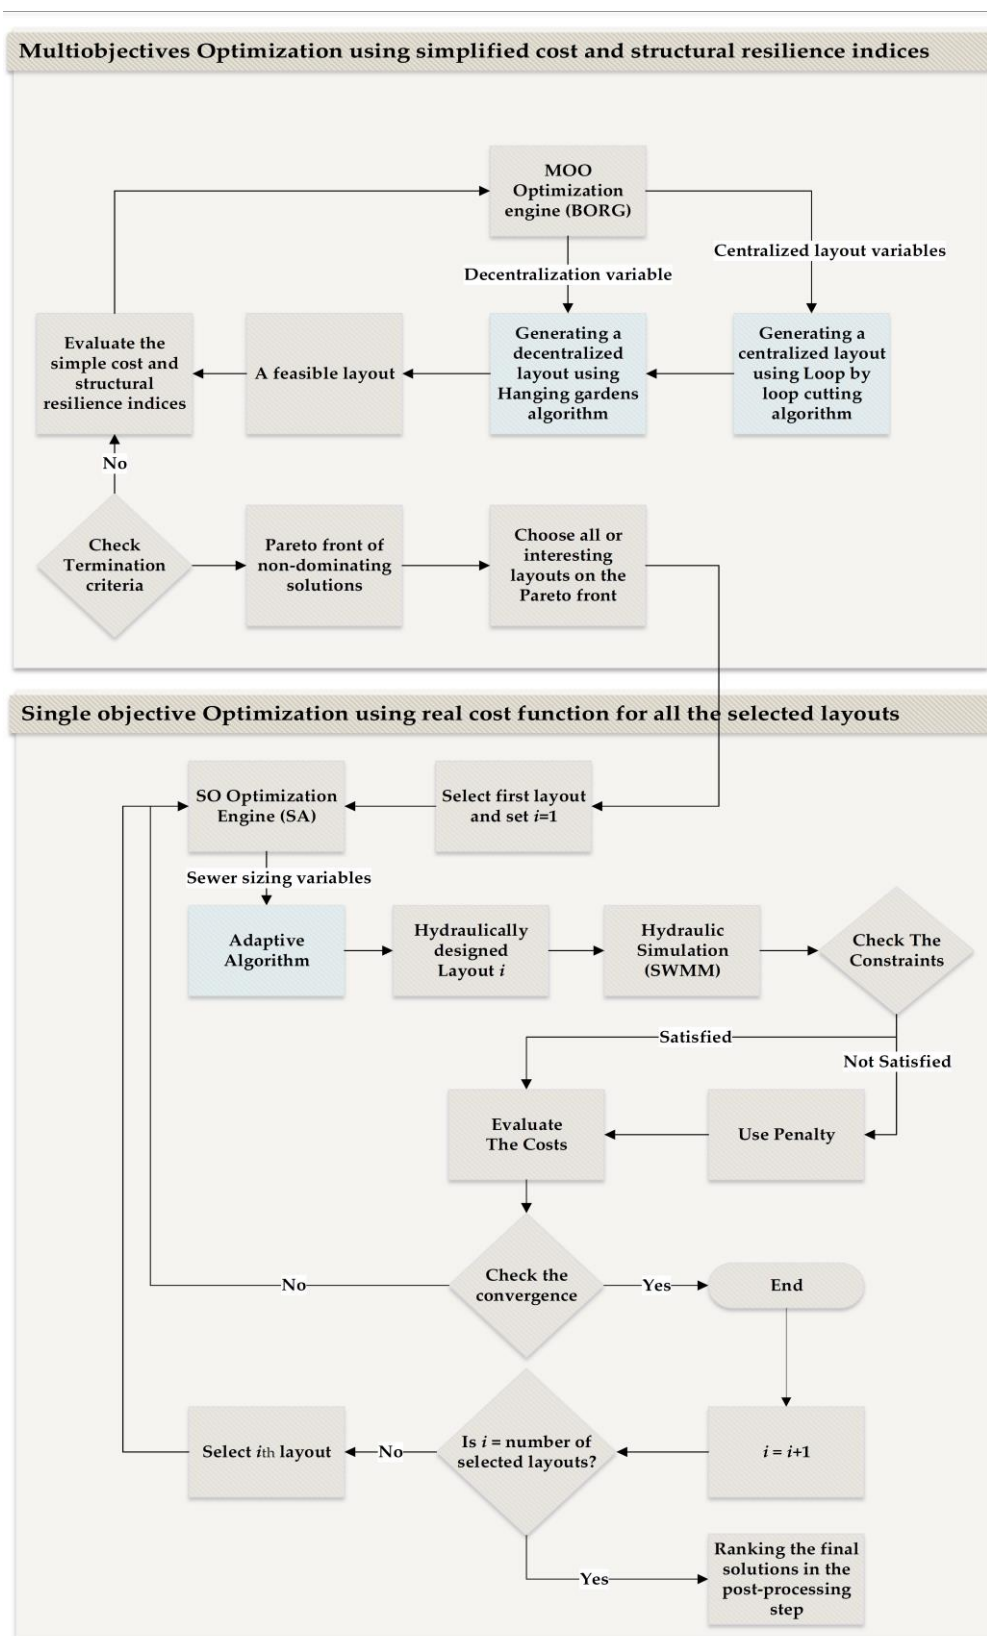 Multiobjectives Optimization using simplified cost and structural resilience indices
MOO
Optimization
engine (BORG)
Centralized layout variables
Decentralization variable
Evaluate the
simple cost and
structural
resilience indices
A feasible layout
Generating a
decentralized
layout using
Hanging gardens
algorithm
Generating a
centralized layout
using Loop by
loop cutting
algorithm
No
Check
Termination
criteria
Pareto front of
non-dominating
solutions
Choose all or
interesting
layouts on the
Pareto front
Single objective Optimization using real cost function for all the selected layouts
SO Optimization
Engine (SA)
Select first layout
and set i=1
Sewer sizing variables
Adaptive
Algorithm
Hydraulically
designed
Layout i
Hydraulic
Simulation
(SWMM)
Check The
Constraints
Satisfied
Not Satisfied
Evaluate
The Costs
Use Penalty
No
Check the
convergence
Yes
End
Select ith layout
No
Is i = number of
selected layouts?
i = i+1
Yes
Ranking the final
solutions in the
post-processing
step